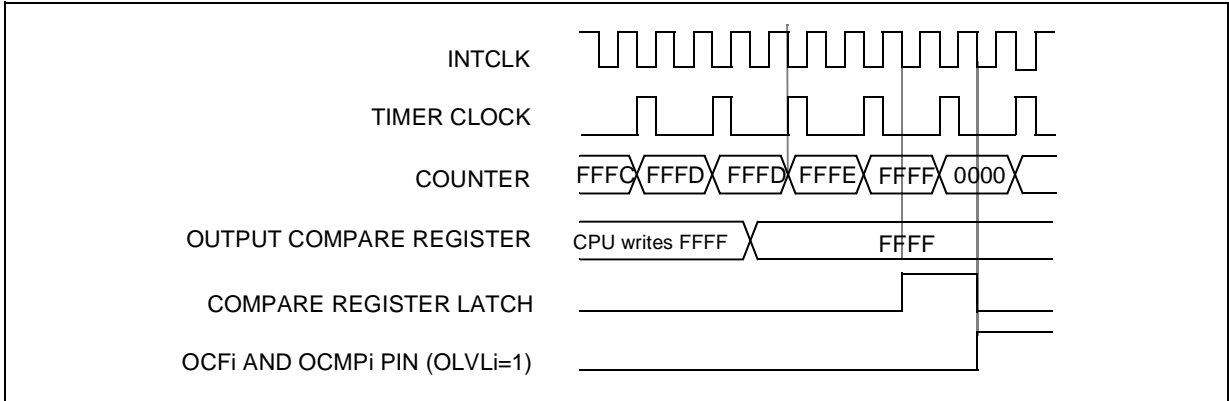 INTCLK
TIMER CLOCK
COUNTER FFFC FFFD FFFD FFFE FFFF 0000
OUTPUT COMPARE REGISTER CPU writes FFFF FFFF
COMPARE REGISTER LATCH
OCFi AND OCMPi PIN (OLVLi=1)